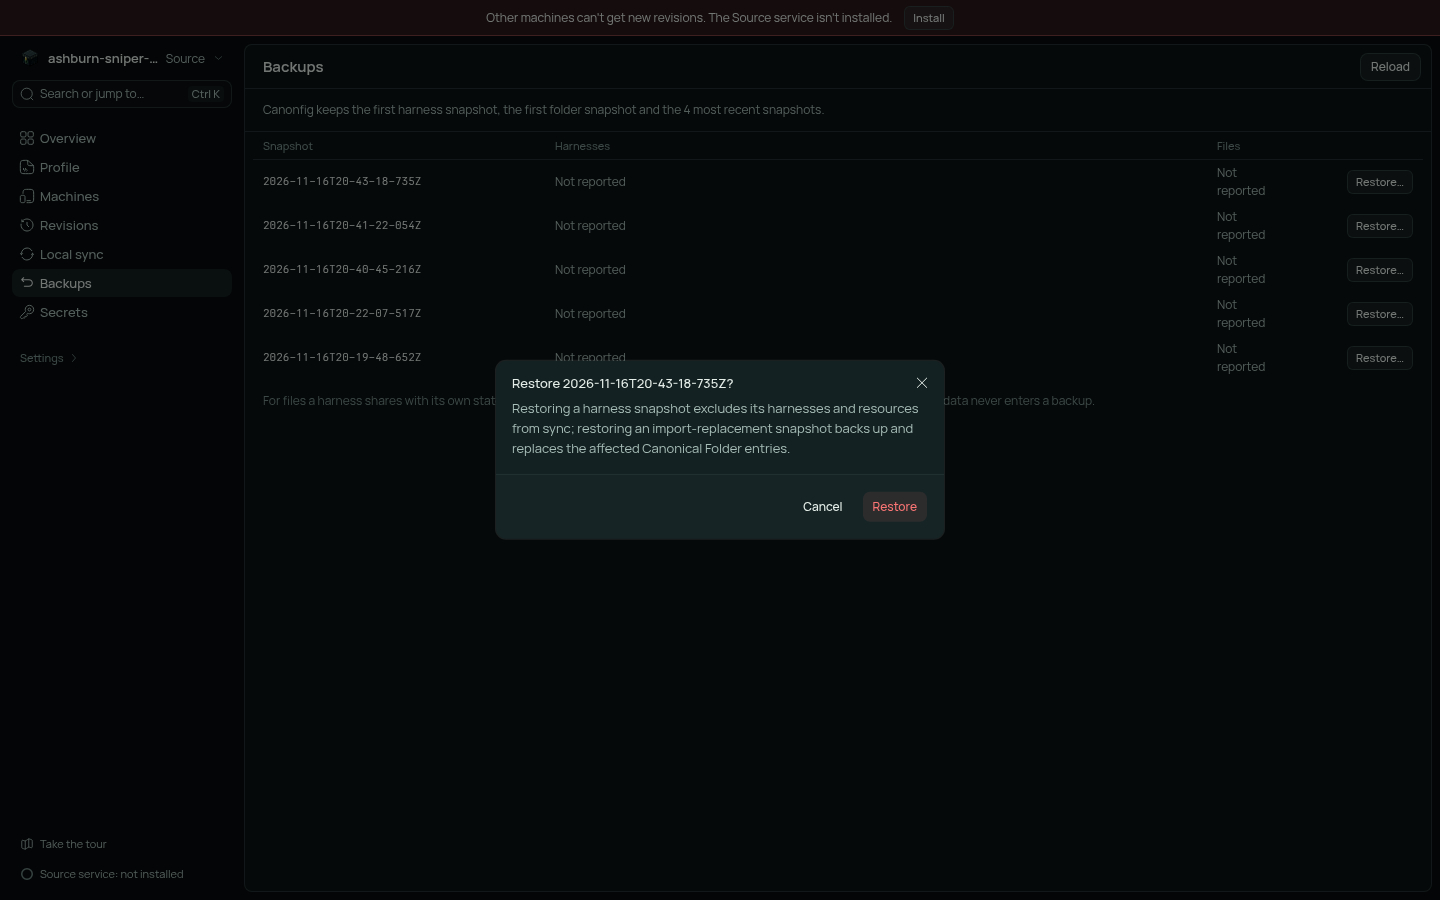 Other machines can't get new revisions. The Source service isn't installed. Install
ashburn-sniper-... Source
Search or jump to... Ctrl K
Overview
Profile
Machines
Revisions
Local sync
Backups
Secrets
Settings
Take the tour
Source service: not installed
Backups Reload
Canonfig keeps the first harness snapshot, the first folder snapshot and the 4 most recent snapshots.
Snapshot Harnesses Files
2026-11-16T20-43-18-735Z Not reported Not reported Restore...
2026-11-16T20-41-22-054Z Not reported Not reported Restore...
2026-11-16T20-40-45-216Z Not reported Not reported Restore...
2026-11-16T20-22-07-517Z Not reported Not reported Restore...
2026-11-16T20-19-48-652Z Not reported Not reported Restore...
For files a harness shares with its own data never enters a backup.
Restore 2026-11-16T20-43-18-735Z?
Restoring a harness snapshot excludes its harnesses and resources
from sync; restoring an import-replacement snapshot backs up and
replaces the affected Canonical Folder entries.
Cancel Restore